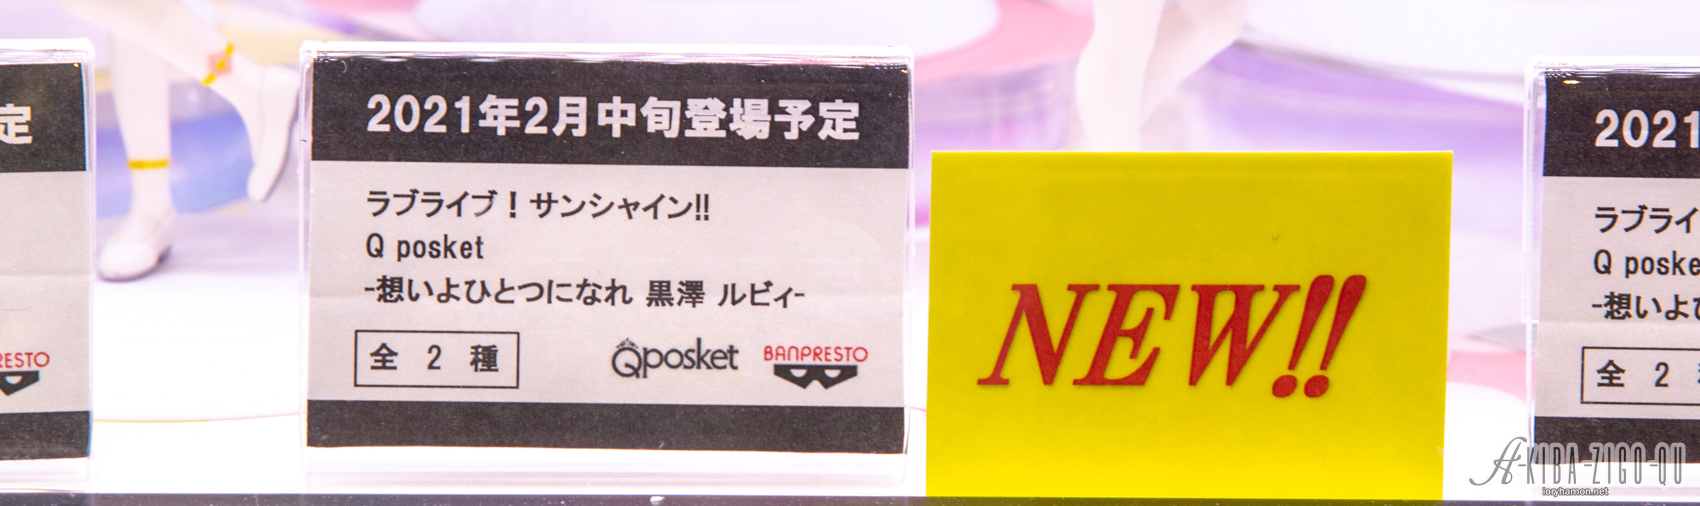 定
RESTO
2021年2月中旬登場予定
ラブライブ！サンシャイン!!
Q posket
-想いよひとつになれ 黒澤 ルビィ-
全 2 種
Qposket
BANPRESTO
NEW!!
2021
ラブライ
Q poske
-想いよひ
全 2
A-KIBA-ZIGO-QU
ioryhamon.net